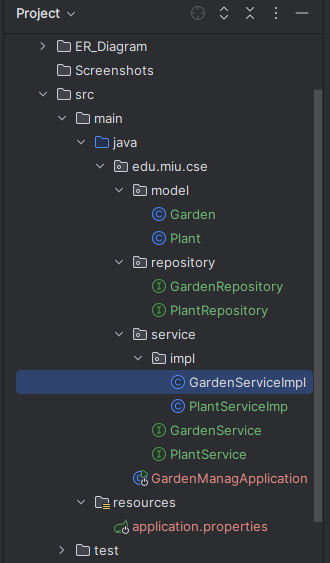 Project
ER_Diagram
Screenshots
src
main
java
edu.miu.cse
model
Garden
Plant
repository
GardenRepository
PlantRepository
service
impl
GardenServiceImpl
PlantServiceImp
GardenService
PlantService
GardenManagApplication
resources
application.properties
test